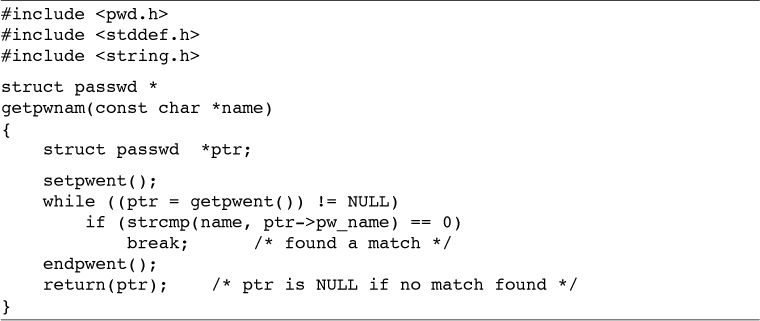 #include <pwd.h>
#include <stddef.h>
#include <string.h>
struct passwd *
getpwnam(const char *name)
{
    struct passwd  *ptr;
    setpwent();
    while ((ptr = getpwent()) != NULL)
        if (strcmp(name, ptr->pw_name) == 0)
            break;      /* found a match */
    endpwent();
    return(ptr);    /* ptr is NULL if no match found */
}